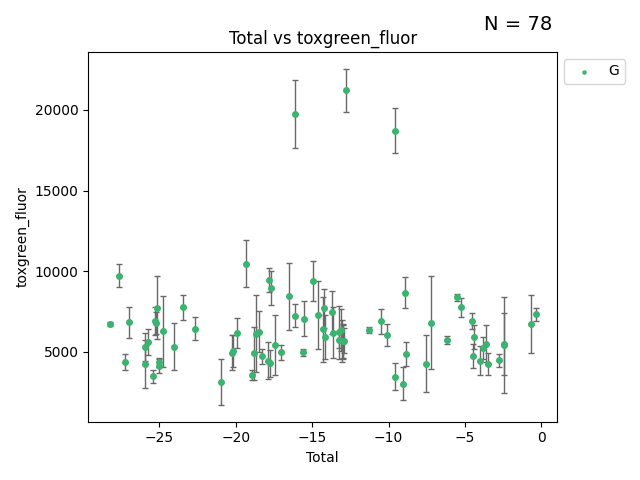 N = 78
Total vs toxgreen_fluor
G
20000
15000
10000
5000
toxgreen_fluor
−25
−20
−15
−10
−5
0
Total